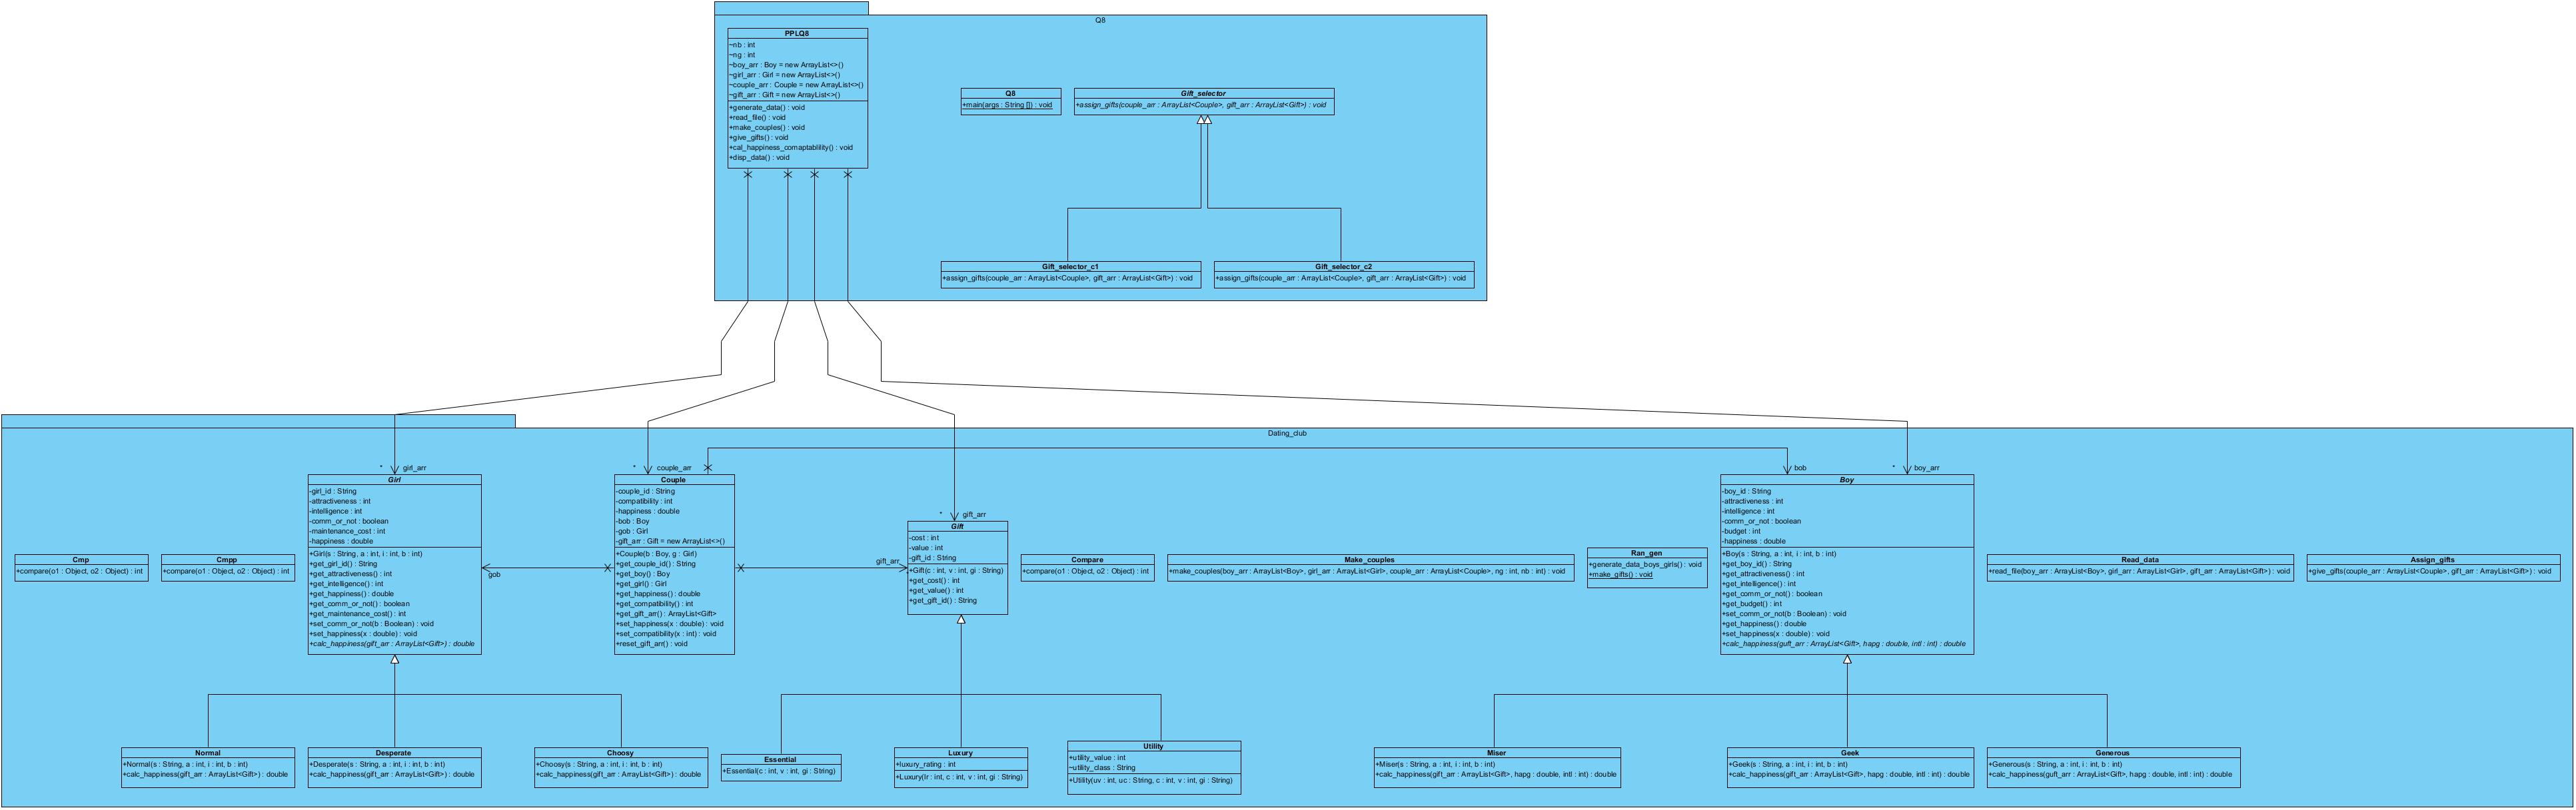 Q8
PPLQ8
~nb : int
~ng : int
~boy_arr : Boy = new ArrayList<>()
~girl_arr : Girl = new ArrayList<>()
~couple_arr : Couple = new ArrayList<>()
~gift_arr : Gift = new ArrayList<>()
+generate_data() : void
+read_file() : void
+make_couples() : void
+give_gifts() : void
+cal_happiness_comaptablility() : void
+disp_data() : void
Q8
+main(args : String []) : void
Gift_selector
+assign_gifts(couple_arr : ArrayList<Couple>, gift_arr : ArrayList<Gift>) : void
Gift_selector_c1
+assign_gifts(couple_arr : ArrayList<Couple>, gift_arr : ArrayList<Gift>) : void
Gift_selector_c2
+assign_gifts(couple_arr : ArrayList<Couple>, gift_arr : ArrayList<Gift>) : void
Dating_club
* girl_arr
* couple_arr
* gift_arr
bob
* boy_arr
gob
gift_arr
Cmp
+compare(o1 : Object, o2 : Object) : int
Cmpp
+compare(o1 : Object, o2 : Object) : int
Girl
-girl_id : String
-attractiveness : int
-intelligence : int
-comm_or_not : boolean
-maintenance_cost : int
-happiness : double
+Girl(s : String, a : int, i : int, b : int)
+get_girl_id() : String
+get_attractiveness() : int
+get_intelligence() : int
+get_happiness() : double
+get_comm_or_not() : boolean
+get_maintenance_cost() : int
+set_comm_or_not(b : Boolean) : void
+set_happiness(x : double) : void
+calc_happiness(gift_arr : ArrayList<Gift>) : double
Couple
-couple_id : String
-compatibility : int
-happiness : double
-bob : Boy
-gob : Girl
-gift_arr : Gift = new ArrayList<>()
+Couple(b : Boy, g : Girl)
+get_couple_id() : String
+get_boy() : Boy
+get_girl() : Girl
+get_happiness() : double
+get_compatibility() : int
+get_gift_arr() : ArrayList<Gift>
+set_happiness(x : double) : void
+set_compatibility(x : int) : void
+reset_gift_arr() : void
Gift
-cost : int
-value : int
-gift_id : String
+Gift(c : int, v : int, gi : String)
+get_cost() : int
+get_value() : int
+get_gift_id() : String
Compare
+compare(o1 : Object, o2 : Object) : int
Make_couples
+make_couples(boy_arr : ArrayList<Boy>, girl_arr : ArrayList<Girl>, couple_arr : ArrayList<Couple>, ng : int, nb : int) : void
Ran_gen
+generate_data_boys_girls() : void
+make_gifts() : void
Boy
-boy_id : String
-attractiveness : int
-intelligence : int
-comm_or_not : boolean
-budget : int
-happiness : double
+Boy(s : String, a : int, i : int, b : int)
+get_boy_id() : String
+get_attractiveness() : int
+get_intelligence() : int
+get_comm_or_not() : boolean
+get_budget() : int
+set_comm_or_not(b : Boolean) : void
+get_happiness() : double
+set_happiness(x : double) : void
+calc_happiness(guft_arr : ArrayList<Gift>, hapg : double, intl : int) : double
Read_data
+read_file(boy_arr : ArrayList<Boy>, girl_arr : ArrayList<Girl>, gift_arr : ArrayList<Gift>) : void
Assign_gifts
+give_gifts(couple_arr : ArrayList<Couple>, gift_arr : ArrayList<Gift>) : void
Normal
+Normal(s : String, a : int, i : int, b : int)
+calc_happiness(gift_arr : ArrayList<Gift>) : double
Desperate
+Desperate(s : String, a : int, i : int, b : int)
+calc_happiness(gift_arr : ArrayList<Gift>) : double
Choosy
+Choosy(s : String, a : int, i : int, b : int)
+calc_happiness(gift_arr : ArrayList<Gift>) : double
Essential
+Essential(c : int, v : int, gi : String)
Luxury
+luxury_rating : int
+Luxury(lr : int, c : int, v : int, gi : String)
Utility
+utility_value : int
~utility_class : String
+Utility(uv : int, uc : String, c : int, v : int, gi : String)
Miser
+Miser(s : String, a : int, i : int, b : int)
+calc_happiness(gift_arr : ArrayList<Gift>, hapg : double, intl : int) : double
Geek
+Geek(s : String, a : int, i : int, b : int)
+calc_happiness(gift_arr : ArrayList<Gift>, hapg : double, intl : int) : double
Generous
+Generous(s : String, a : int, i : int, b : int)
+calc_happiness(guft_arr : ArrayList<Gift>, hapg : double, intl : int) : double